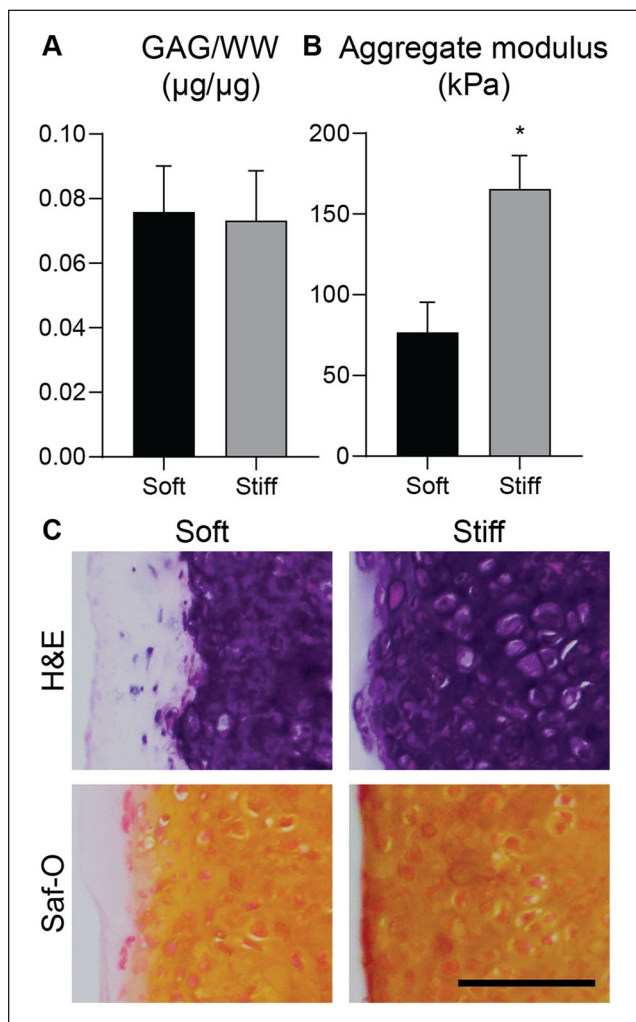 A
GAG/WW
(µg/µg)
0.10
0.08
0.06
0.04
0.02
0.00
Soft
Stiff
B
Aggregate modulus
(kPa)
*
200
150
100
50
0
Soft
Stiff
C
Soft
Stiff
H&E
Saf-O